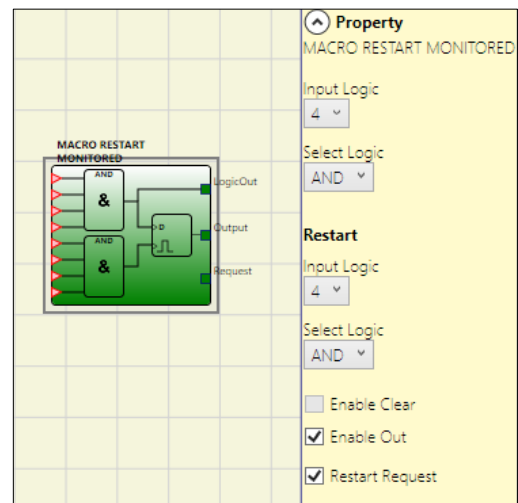 MACRO RESTART
MONITORED
AND
&
AND
&
D
LogicOut
Output
Request
Property
MACRO RESTART MONITORED
Input Logic
4
Select Logic
AND
Restart
Input Logic
4
Select Logic
AND
Enable Clear
Enable Out
Restart Request